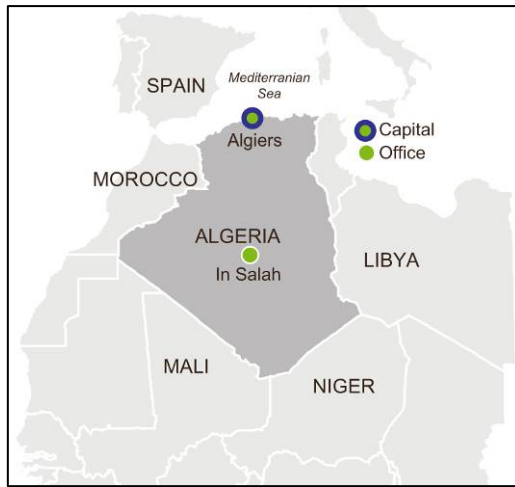 SPAIN
Mediterranian
Sea
Capital
Algiers
Office
MOROCCO
ALGERIA
LIBYA
In Salah
MALI
NIGER